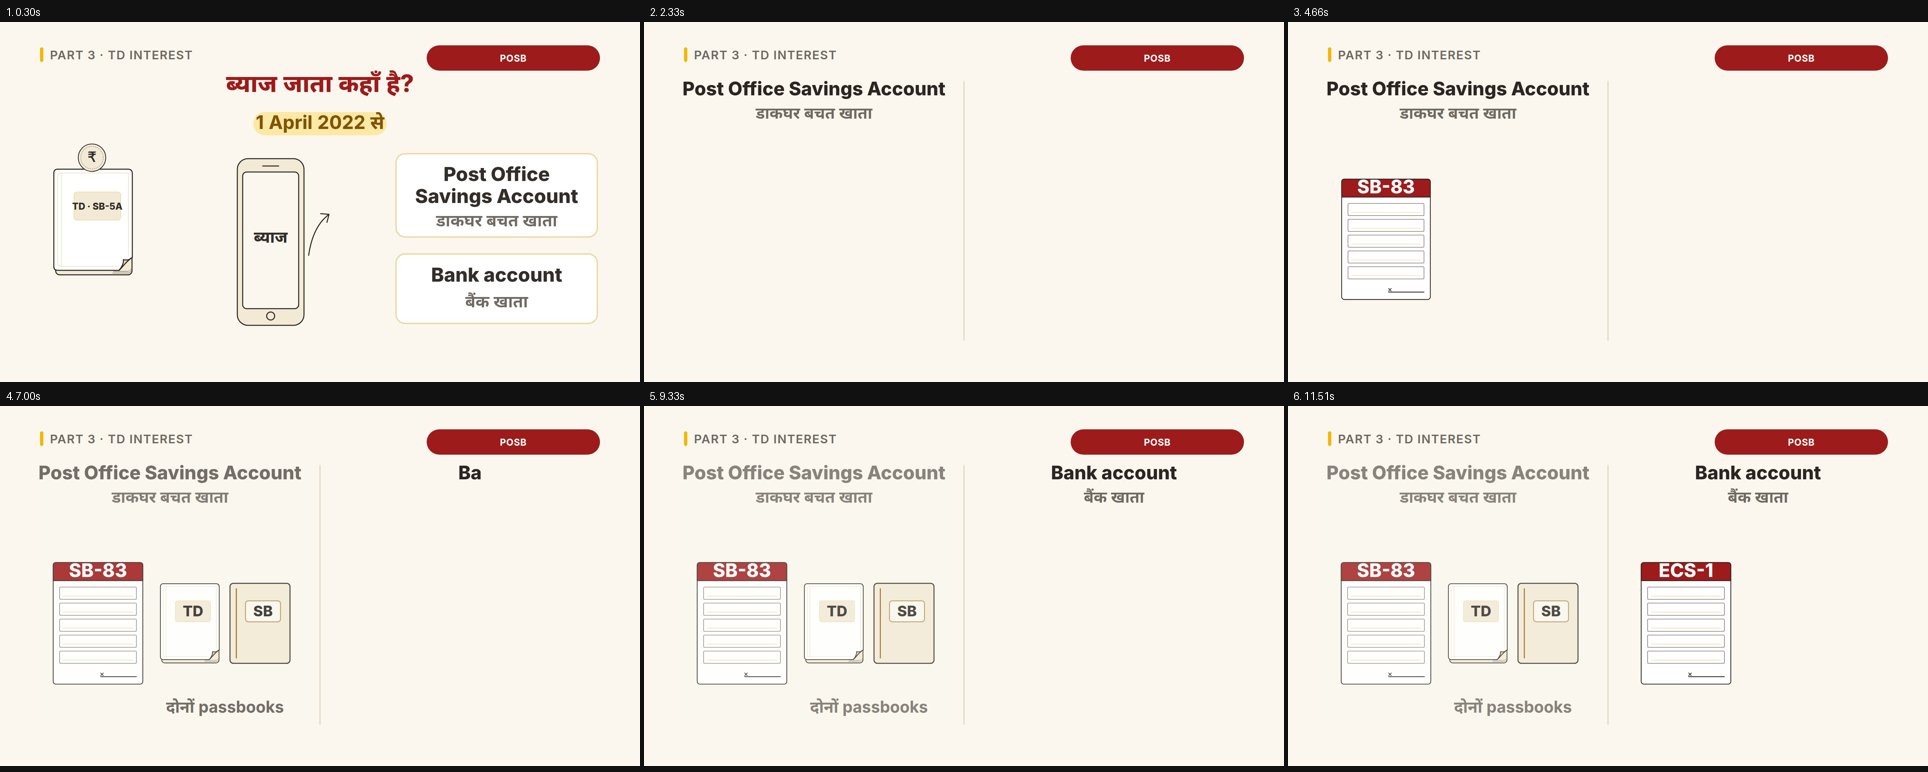 1. 0.30s
PART 3 · TD INTEREST
POSB
ब्याज जाता कहाँ है?
1 April 2022 से
₹
TD · SB-5A
ब्याज
Post Office
Savings Account
डाकघर बचत खाता
Bank account
बैंक खाता
2. 2.33s
PART 3 · TD INTEREST
POSB
Post Office Savings Account
डाकघर बचत खाता
3. 4.66s
PART 3 · TD INTEREST
POSB
Post Office Savings Account
डाकघर बचत खाता
SB-83
x
4. 7.00s
PART 3 · TD INTEREST
POSB
Post Office Savings Account
डाकघर बचत खाता
Ba
SB-83
TD
SB
x
दोनों passbooks
5. 9.33s
PART 3 · TD INTEREST
POSB
Post Office Savings Account
डाकघर बचत खाता
Bank account
बैंक खाता
SB-83
TD
SB
x
दोनों passbooks
6. 11.51s
PART 3 · TD INTEREST
POSB
Post Office Savings Account
डाकघर बचत खाता
Bank account
बैंक खाता
SB-83
TD
SB
ECS-1
x
x
दोनों passbooks